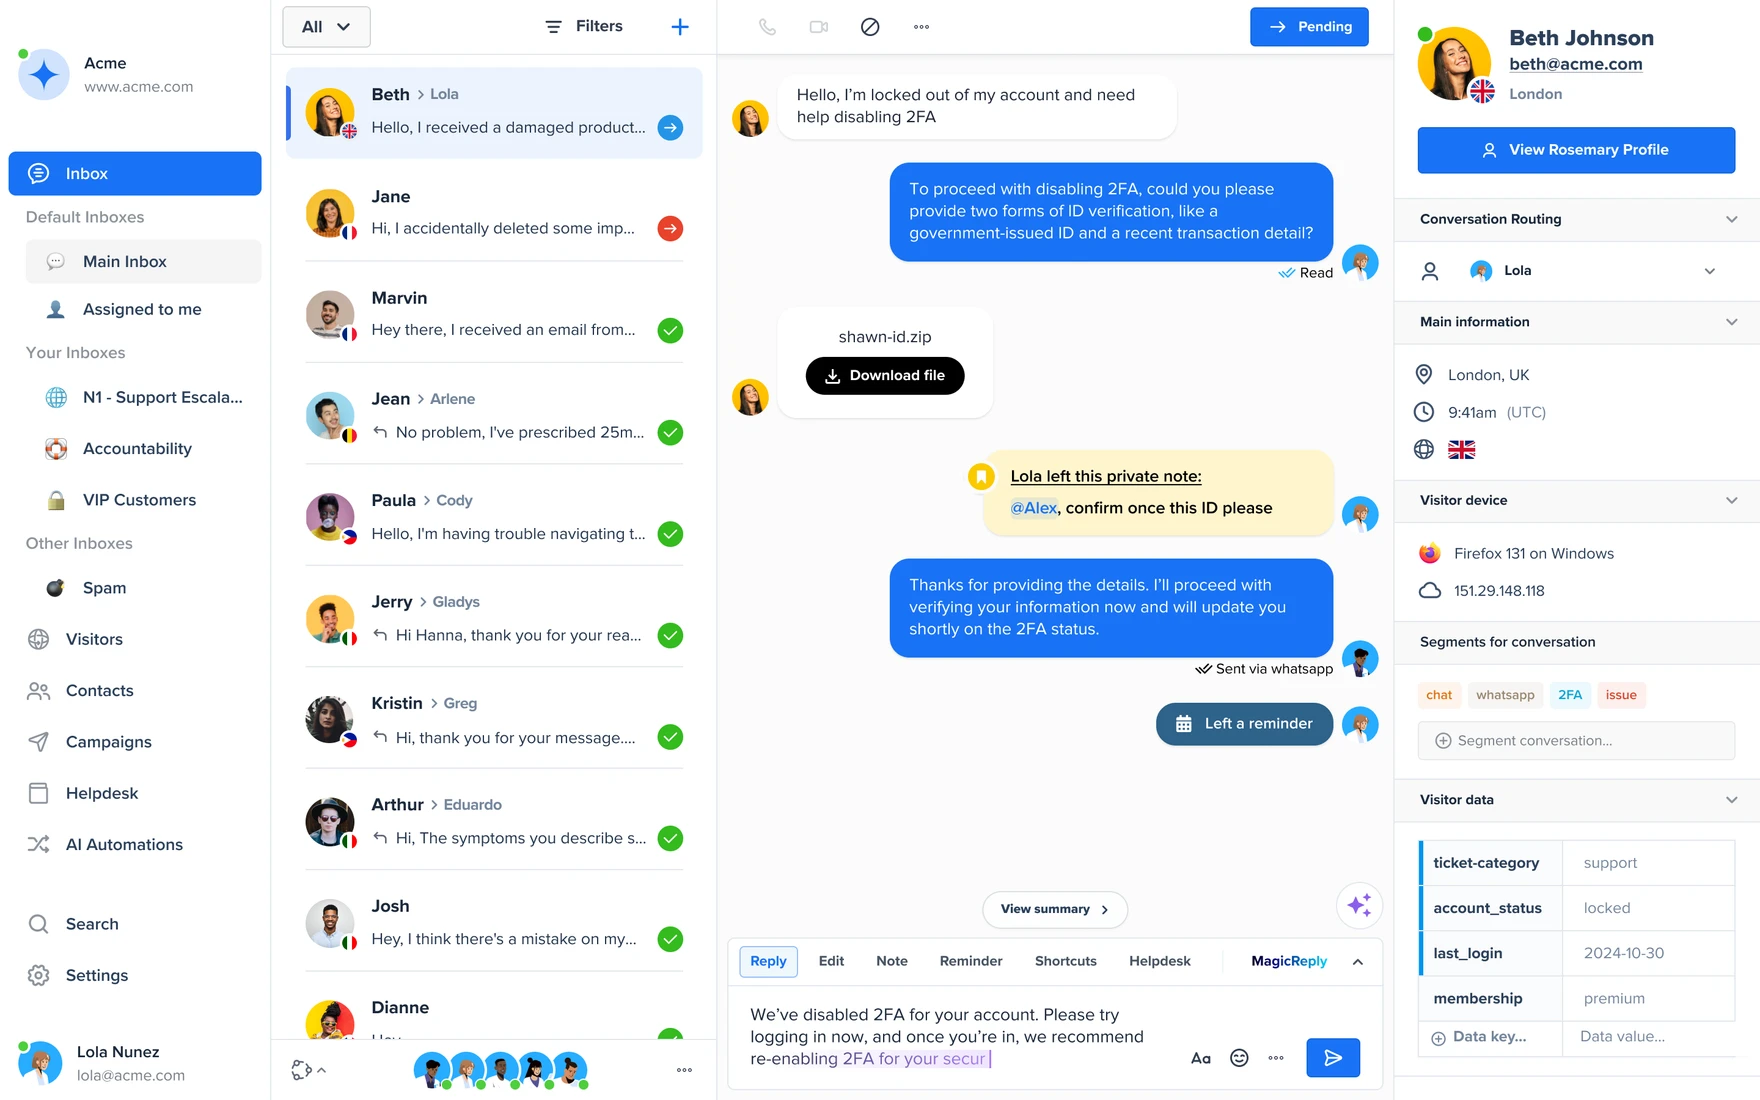 Acme
www.acme.com
Inbox
Default Inboxes
Main Inbox
Assigned to me
Your Inboxes
N1 - Support Escala...
Accountability
VIP Customers
Other Inboxes
Spam
Visitors
Contacts
Campaigns
Helpdesk
AI Automations
Search
Settings
Lola Nunez
lola@acme.com
All
Filters
Beth > Lola
Hello, I received a damaged product...
Jane
Hi, I accidentally deleted some imp...
Marvin
Hey there, I received an email from...
Jean > Arlene
No problem, I've prescribed 25m...
Paula > Cody
Hello, I'm having trouble navigating t...
Jerry > Gladys
Hi Hanna, thank you for your rea...
Kristin > Greg
Hi, thank you for your message....
Arthur > Eduardo
Hi, The symptoms you describe s...
Josh
Hey, I think there's a mistake on my...
Dianne
Pending
Hello, I’m locked out of my account and need
help disabling 2FA
To proceed with disabling 2FA, could you please
provide two forms of ID verification, like a
government-issued ID and a recent transaction detail?
Read
shawn-id.zip
Download file
Lola left this private note:
@Alex, confirm once this ID please
Thanks for providing the details. I’ll proceed with
verifying your information now and will update you
shortly on the 2FA status.
Sent via whatsapp
Left a reminder
View summary
Reply
Edit
Note
Reminder
Shortcuts
Helpdesk
MagicReply
We’ve disabled 2FA for your account. Please try
logging in now, and once you’re in, we recommend
re-enabling 2FA for your secur
Aa
Beth Johnson
beth@acme.com
London
View Rosemary Profile
Conversation Routing
Lola
Main information
London, UK
9:41am (UTC)
Visitor device
Firefox 131 on Windows
151.29.148.118
Segments for conversation
chat
whatsapp
2FA
issue
Segment conversation...
Visitor data
ticket-category support
account_status locked
last_login 2024-10-30
membership premium
Data key... Data value...